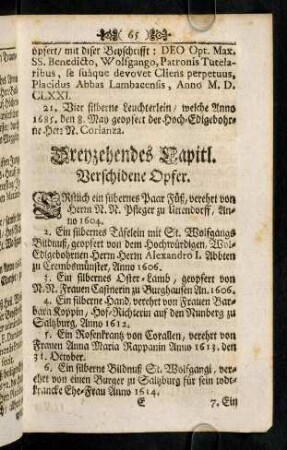 65
opfert/ mit diser Beyschrifft: DEO Opt. Max.
SS. Benedicto, Wolfgango, Patronis Tutela-
ribus, se suâque devovet Cliens perpetuus,
Placidus Abbas Lambacensis, Anno M. D.
CLXXI.
21. Vier silberne Leuchterlein/ welche Anno
1685. den 8. May geopfert der Hoch-Edlgebohr-
ne Herr N. Corlanza.
Dreyzehendes Capitl.
Verschidene Opfer.
ERstlich ein silbernes Paar Füß, verehrt von
Herrn N. N. Pfleger zu Uttendorff, An-
no 1604.
2. Ein silbernes Täfelein mit St. Wolfgangs
Bildnuß, geopfert von dem Hochwürdigen, Wol-
Edlgebohrnen Herrn Herrn Alexandro I. Abbten
zu Crembsmünster, Anno 1606.
3. Ein silbernes Oster-Lamb, geopfert von
N. N. Frauen Castnerin zu Burghausen An. 1606.
4. Ein silberne Hand, verehrt von Frauen Bar-
bara Koppin, Hof-Richterin auf den Nunberg zu
Salzburg, Anno 1612.
5. Ein Rosenkrantz von Corallen, verehrt von
Frauen Anna Maria Rappanin Anno 1613. den
31. October.
6. Ein silberne Bildnuß St. Wolfgangi, ver-
ehrt von einen Burger zu Salzburg für sein todt-
krancke Ehe-Frau Anno 1614.
E 7. Ein